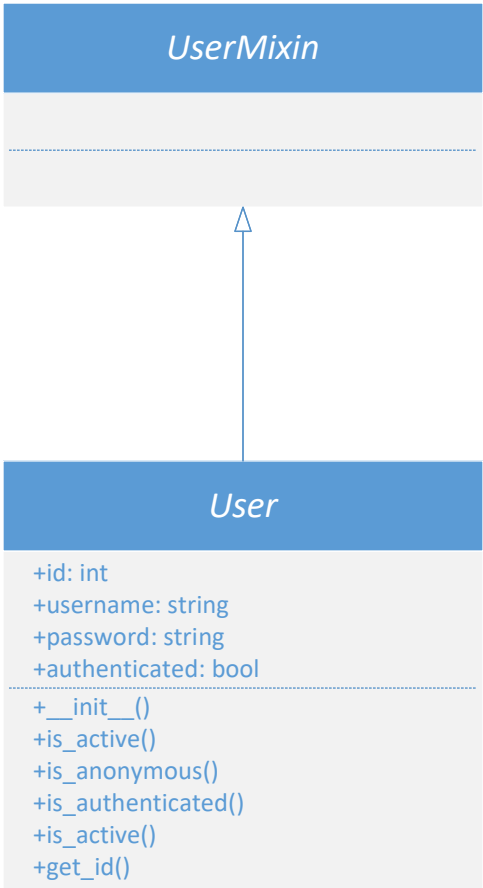 UserMixin
User
+id: int
+username: string
+password: string
+authenticated: bool
+__init__()
+is_active()
+is_anonymous()
+is_authenticated()
+is_active()
+get_id()